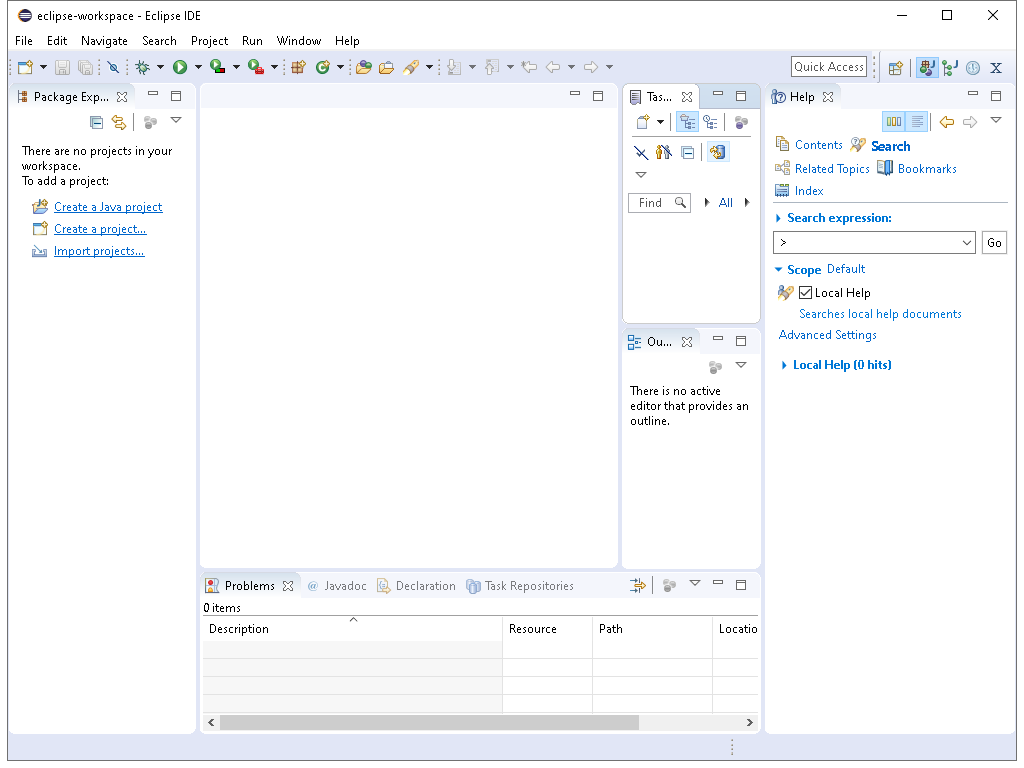 eclipse-workspace - Eclipse IDE
File Edit Navigate Search Project Run Window Help
Quick Access
Package Exp...
There are no projects in your
workspace.
To add a project:
Create a Java project
Create a project...
Import projects...
Tas...
Find
All
Ou...
There is no active
editor that provides an
outline.
Help
Contents Search
Related Topics Bookmarks
Index
Search expression:
>
Go
Scope Default
Local Help
Searches local help documents
Advanced Settings
Local Help (0 hits)
Problems @ Javadoc Declaration Task Repositories
0 items
Description Resource Path Locatio